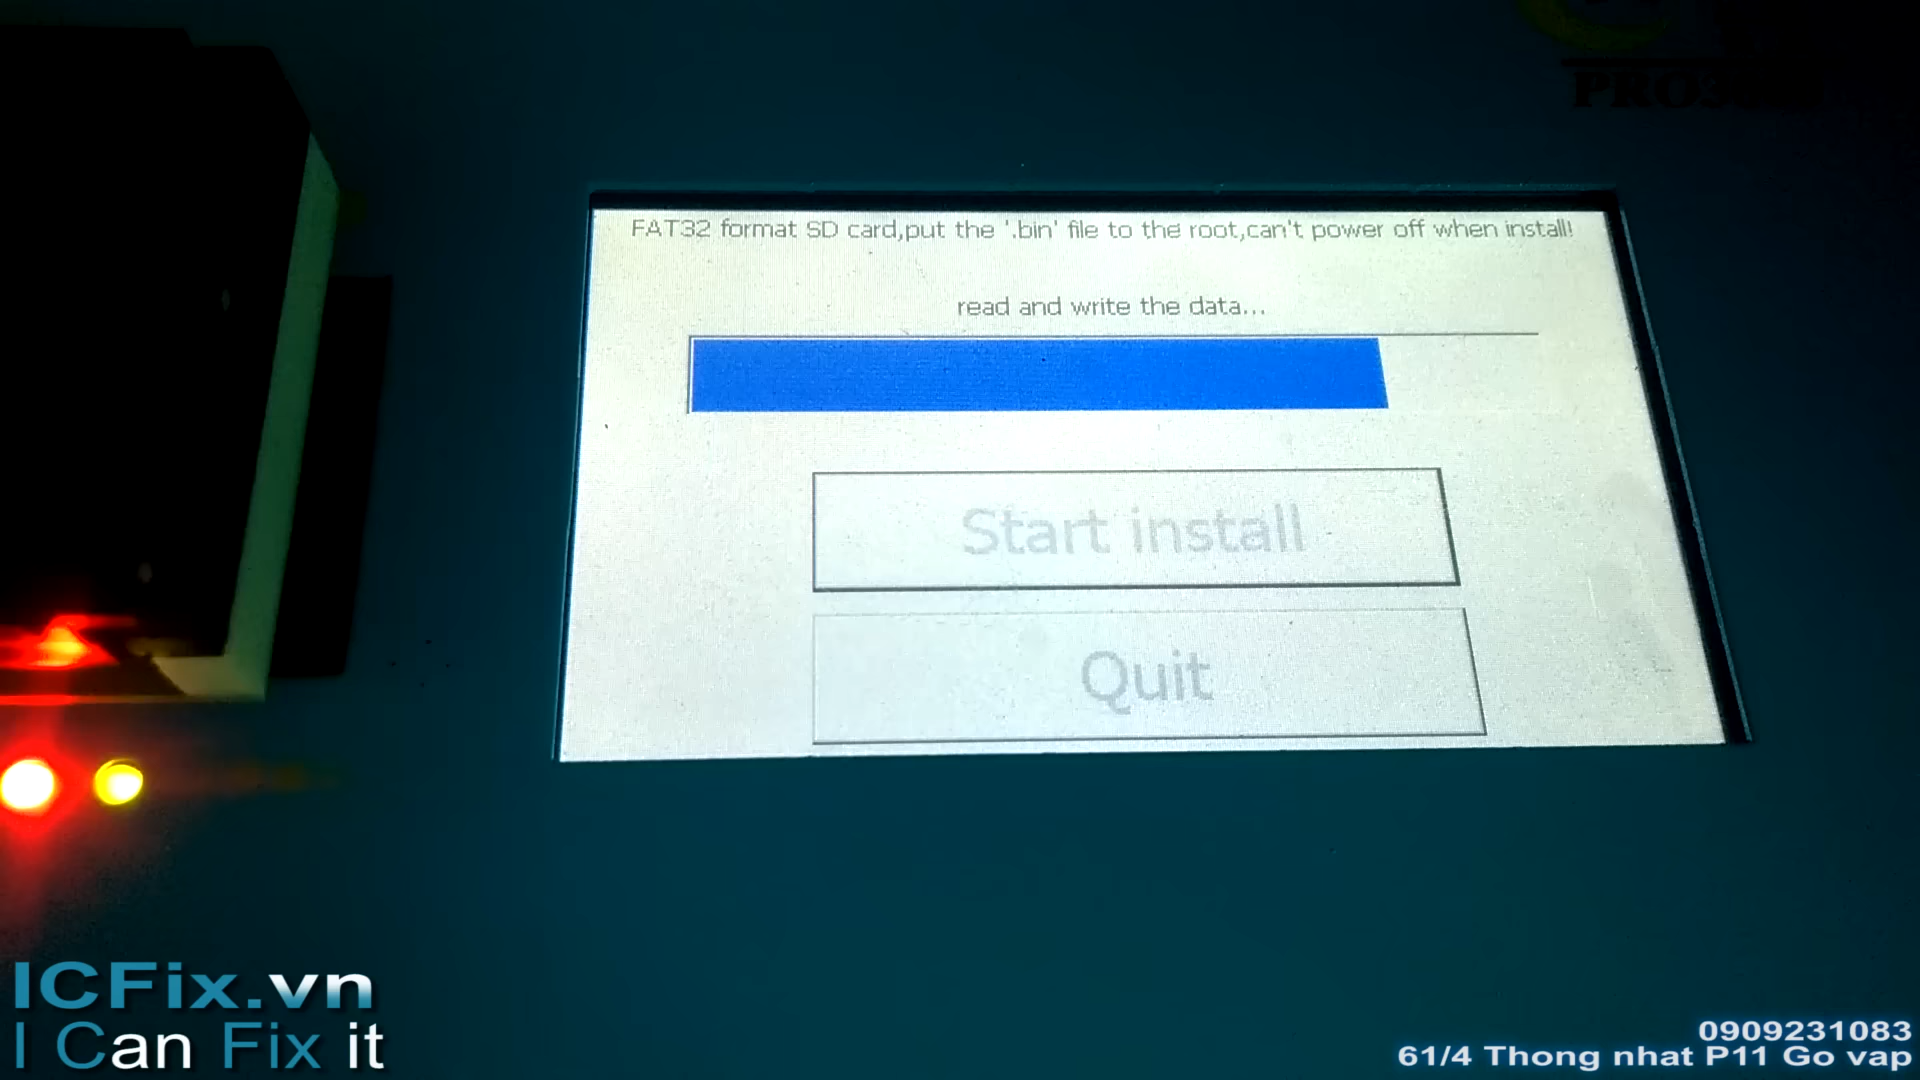 FAT32 format SD card,put the '.bin' file to the root,can't power off when install!
read and write the data...
Start install
Quit
ICFix.vn
I Can Fix it
0909231083
61/4 Thong nhat P11 Go vap